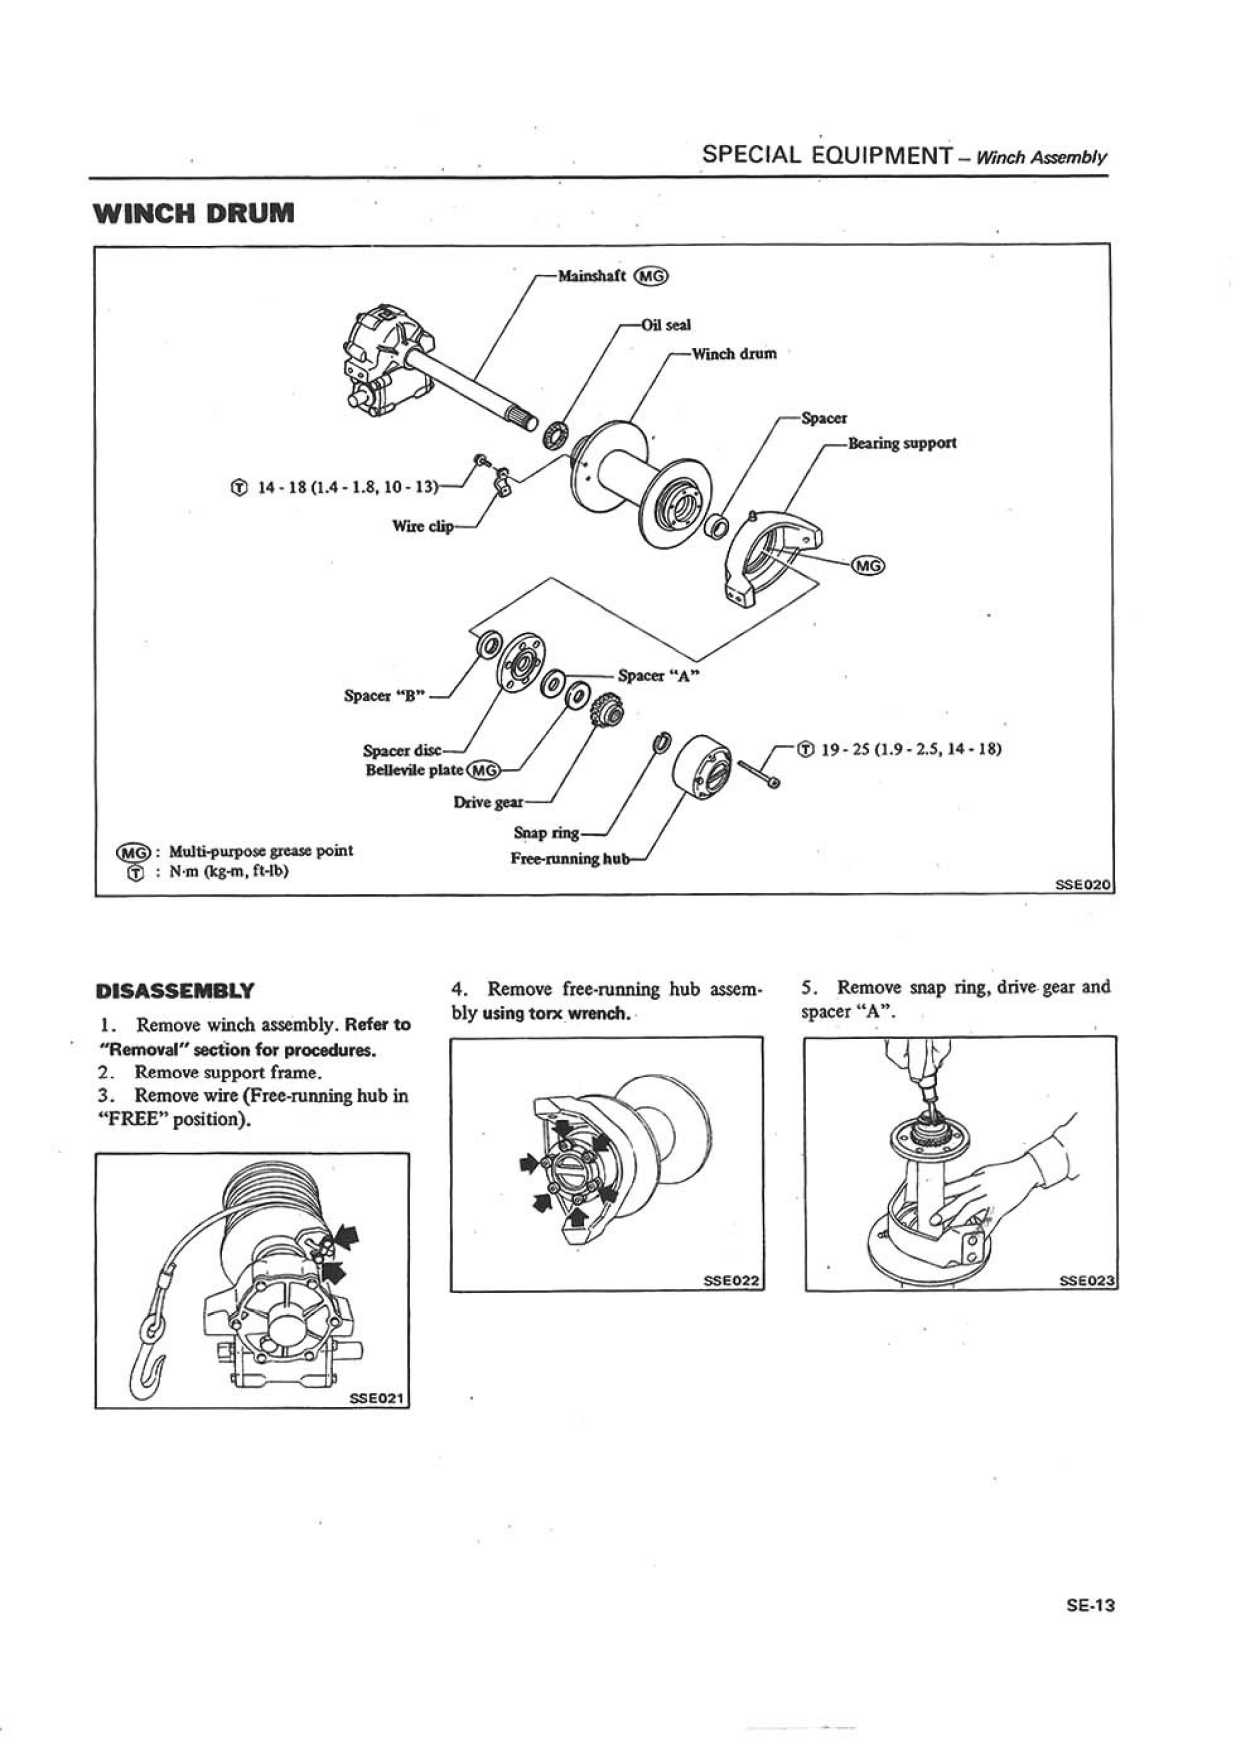 SPECIAL EQUIPMENT – Winch Assembly
WINCH DRUM
Mainshaft MG
Oil seal
Winch drum
Spacer
Bearing support
T 14 - 18 (1.4 - 1.8, 10 - 13)
Wire clip
MG
Spacer "A"
Spacer "B"
Spacer disc
T 19 - 25 (1.9 - 2.5, 14 - 18)
Bellevile plate MG
Drive gear
Snap ring
Free-running hub
MG : Multi-purpose grease point
T : N·m (kg-m, ft-lb)
SSE020
DISASSEMBLY
1. Remove winch assembly. Refer to
"Removal" section for procedures.
2. Remove support frame.
3. Remove wire (Free-running hub in
"FREE" position).
SSE021
4. Remove free-running hub assem-
bly using torx wrench.
SSE022
5. Remove snap ring, drive gear and
spacer "A".
SSE023
SE-13